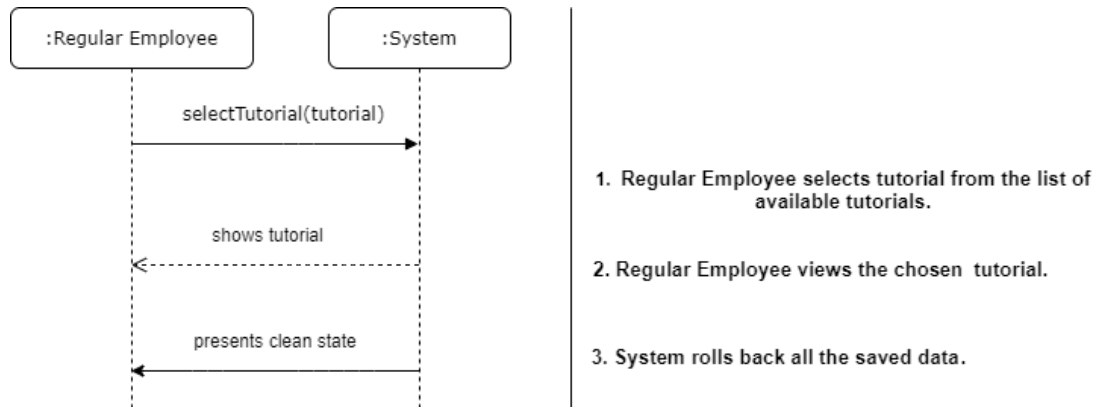 :Regular Employee
:System
selectTutorial(tutorial)
shows tutorial
presents clean state
1. Regular Employee selects tutorial from the list of
available tutorials.
2. Regular Employee views the chosen tutorial.
3. System rolls back all the saved data.